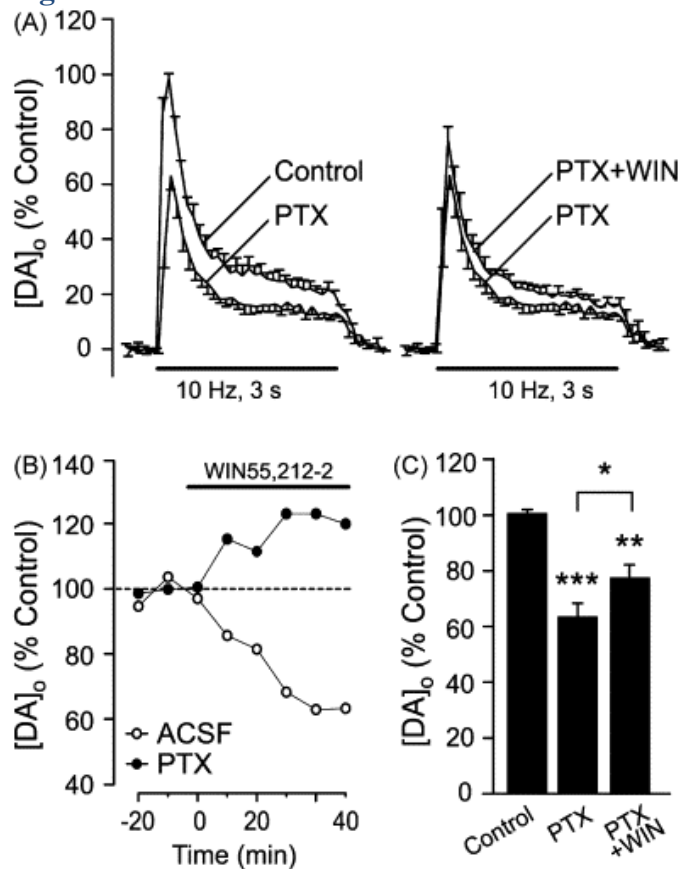 (A)
120
100
80
60
40
20
0
[DA]o (% Control)
Control
PTX
PTX+WIN
PTX
10 Hz, 3 s
10 Hz, 3 s
(B)
140
120
100
80
60
40
[DA]o (% Control)
WIN55,212-2
ACSF
PTX
-20 0 20 40
Time (min)
(C)
120
100
80
60
40
20
0
[DA]o (% Control)
*
***
**
Control
PTX
PTX
+WIN